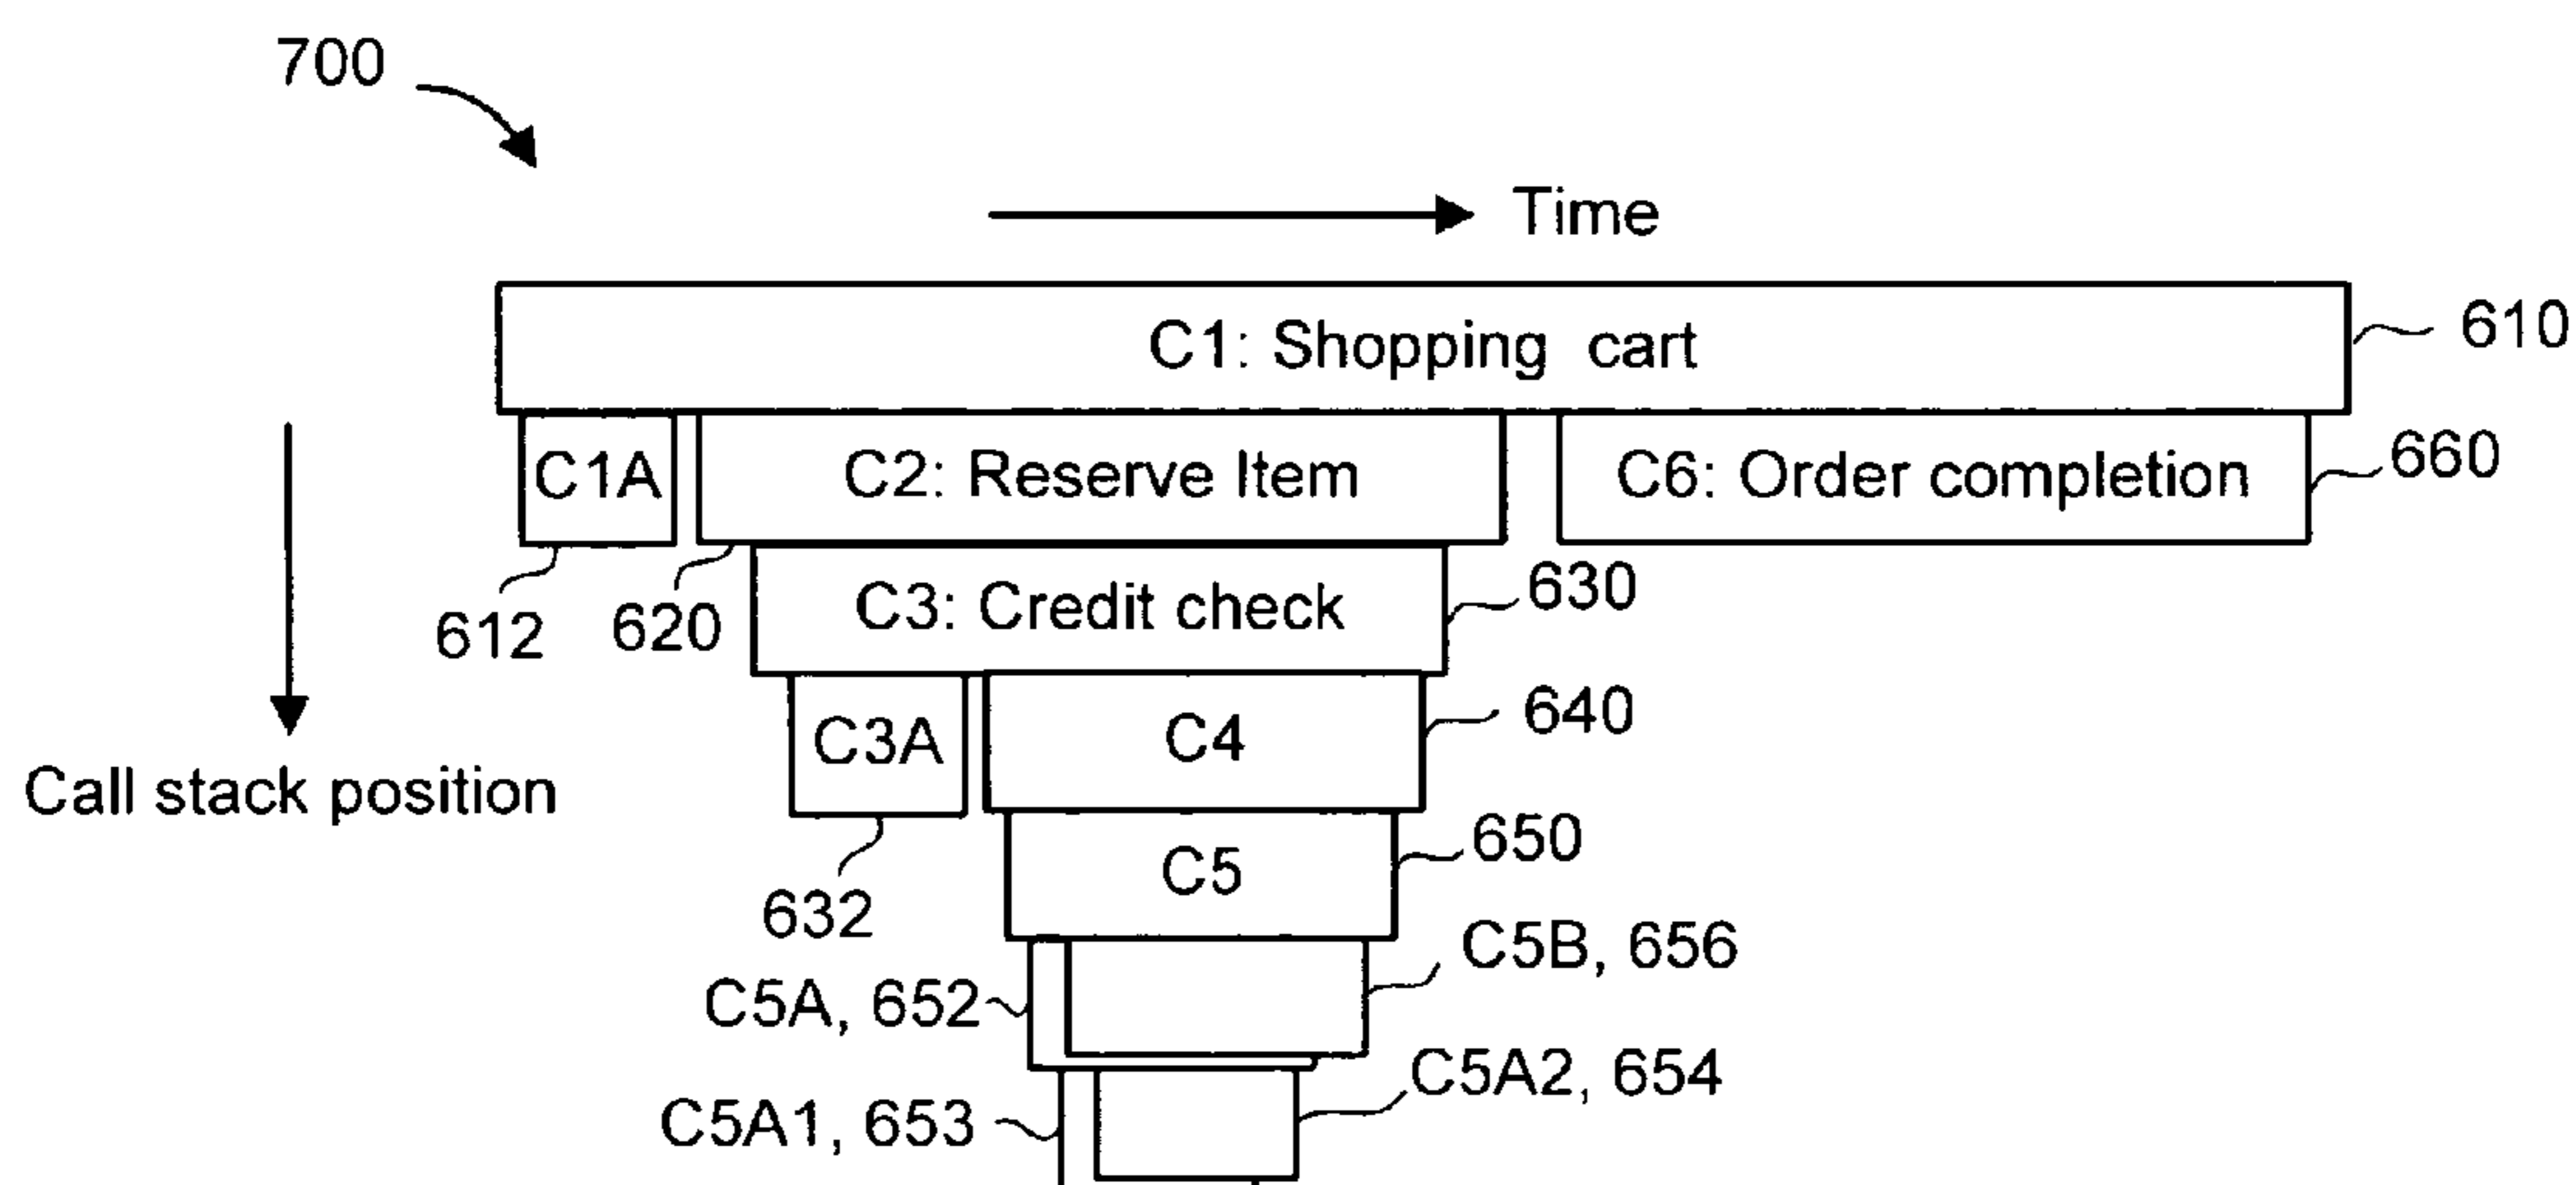 700
Time
C1: Shopping cart
610
C1A
C2: Reserve Item
C6: Order completion
660
612
620
C3: Credit check
630
C3A
C4
640
Call stack position
632
C5
650
C5A, 652
C5B, 656
C5A1, 653
C5A2, 654